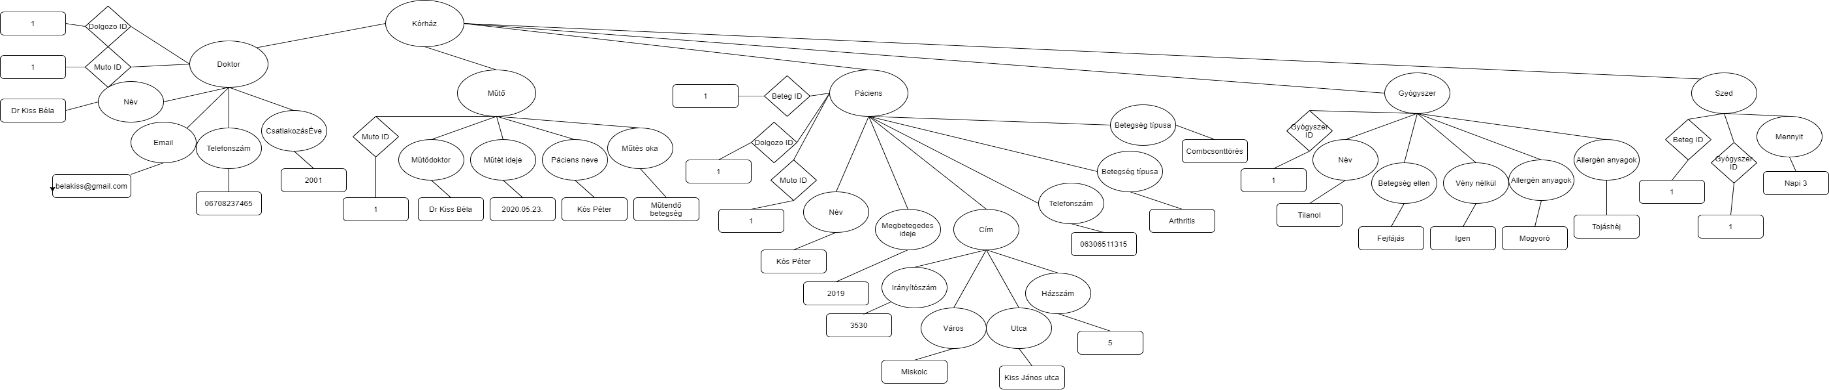 Kórház
1
Dolgozo ID
1
Muto ID
Doktor
Dr Kiss Béla
Név
Email
Telefonszám
CsatlakozásÉve
belakiss@gmail.com
06708237465
2001
Műtő
Muto ID
Műtődoktor
Műtét ideje
Páciens neve
Műtés oka
1
Dr Kiss Béla
2020.05.23.
Kós Péter
Műtendő
betegség
Páciens
1
Beteg ID
Dolgozo ID
1
Muto ID
1
Név
Kós Péter
Megbetegedes
ideje
2019
Cím
Irányítószám
3530
Város
Miskolc
Utca
Kiss János utca
Házszám
5
Telefonszám
06306511315
Betegség típusa
Arthritis
Betegség típusa
Combcsonttörés
Gyógyszer
Gyógyszer
ID
1
Név
Tilanol
Betegség ellen
Fejfájás
Vény nélkül
Igen
Allergén anyagok
Mogyoró
Allergén anyagok
Tojáshéj
Szed
Beteg ID
1
Gyógyszer
ID
1
Mennyit
Napi 3